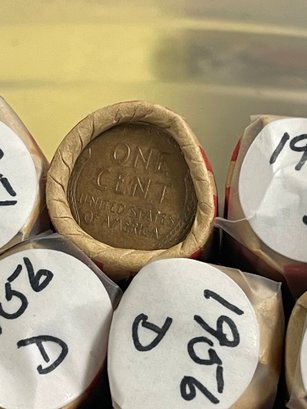 ONE
CENT
UNITED STATES
OF AMERICA
19
56
D
1956
D